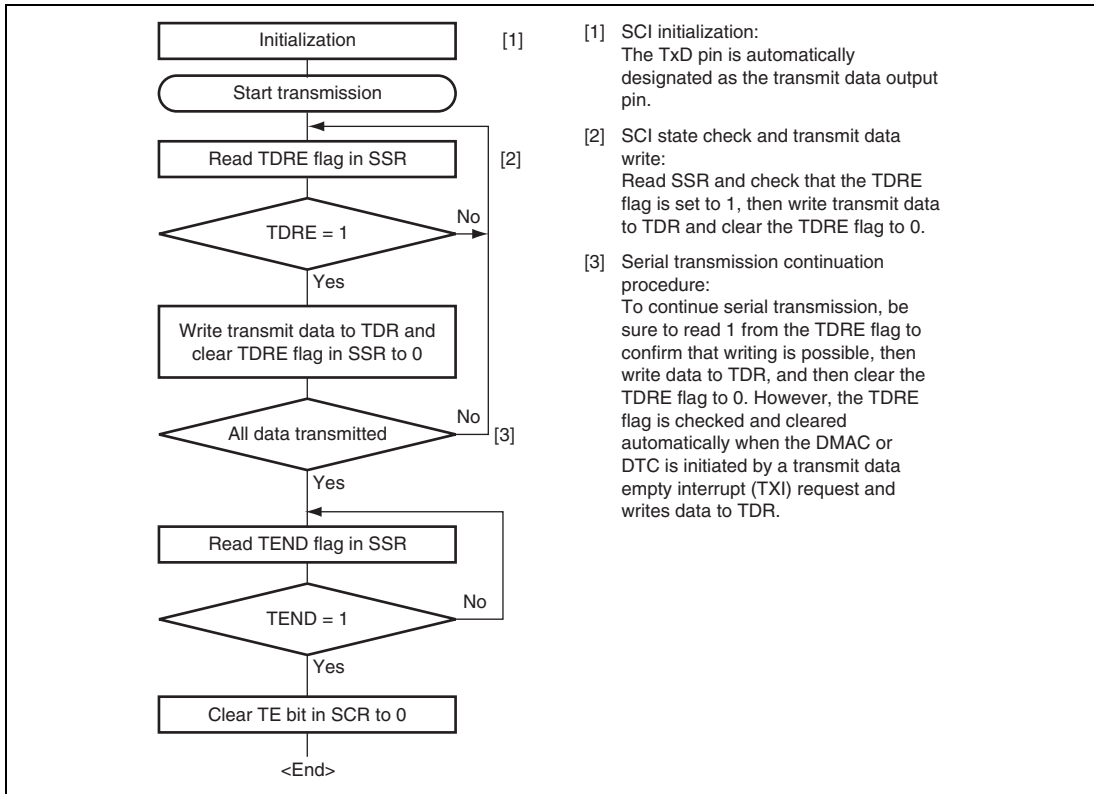 Initialization
[1]
Start transmission
Read TDRE flag in SSR
[2]
No
TDRE = 1
Yes
Write transmit data to TDR and
clear TDRE flag in SSR to 0
No
All data transmitted
[3]
Yes
Read TEND flag in SSR
No
TEND = 1
Yes
Clear TE bit in SCR to 0
<End>
[1] SCI initialization:
The TxD pin is automatically
designated as the transmit data output
pin.
[2] SCI state check and transmit data
write:
Read SSR and check that the TDRE
flag is set to 1, then write transmit data
to TDR and clear the TDRE flag to 0.
[3] Serial transmission continuation
procedure:
To continue serial transmission, be
sure to read 1 from the TDRE flag to
confirm that writing is possible, then
write data to TDR, and then clear the
TDRE flag to 0. However, the TDRE
flag is checked and cleared
automatically when the DMAC or
DTC is initiated by a transmit data
empty interrupt (TXI) request and
writes data to TDR.